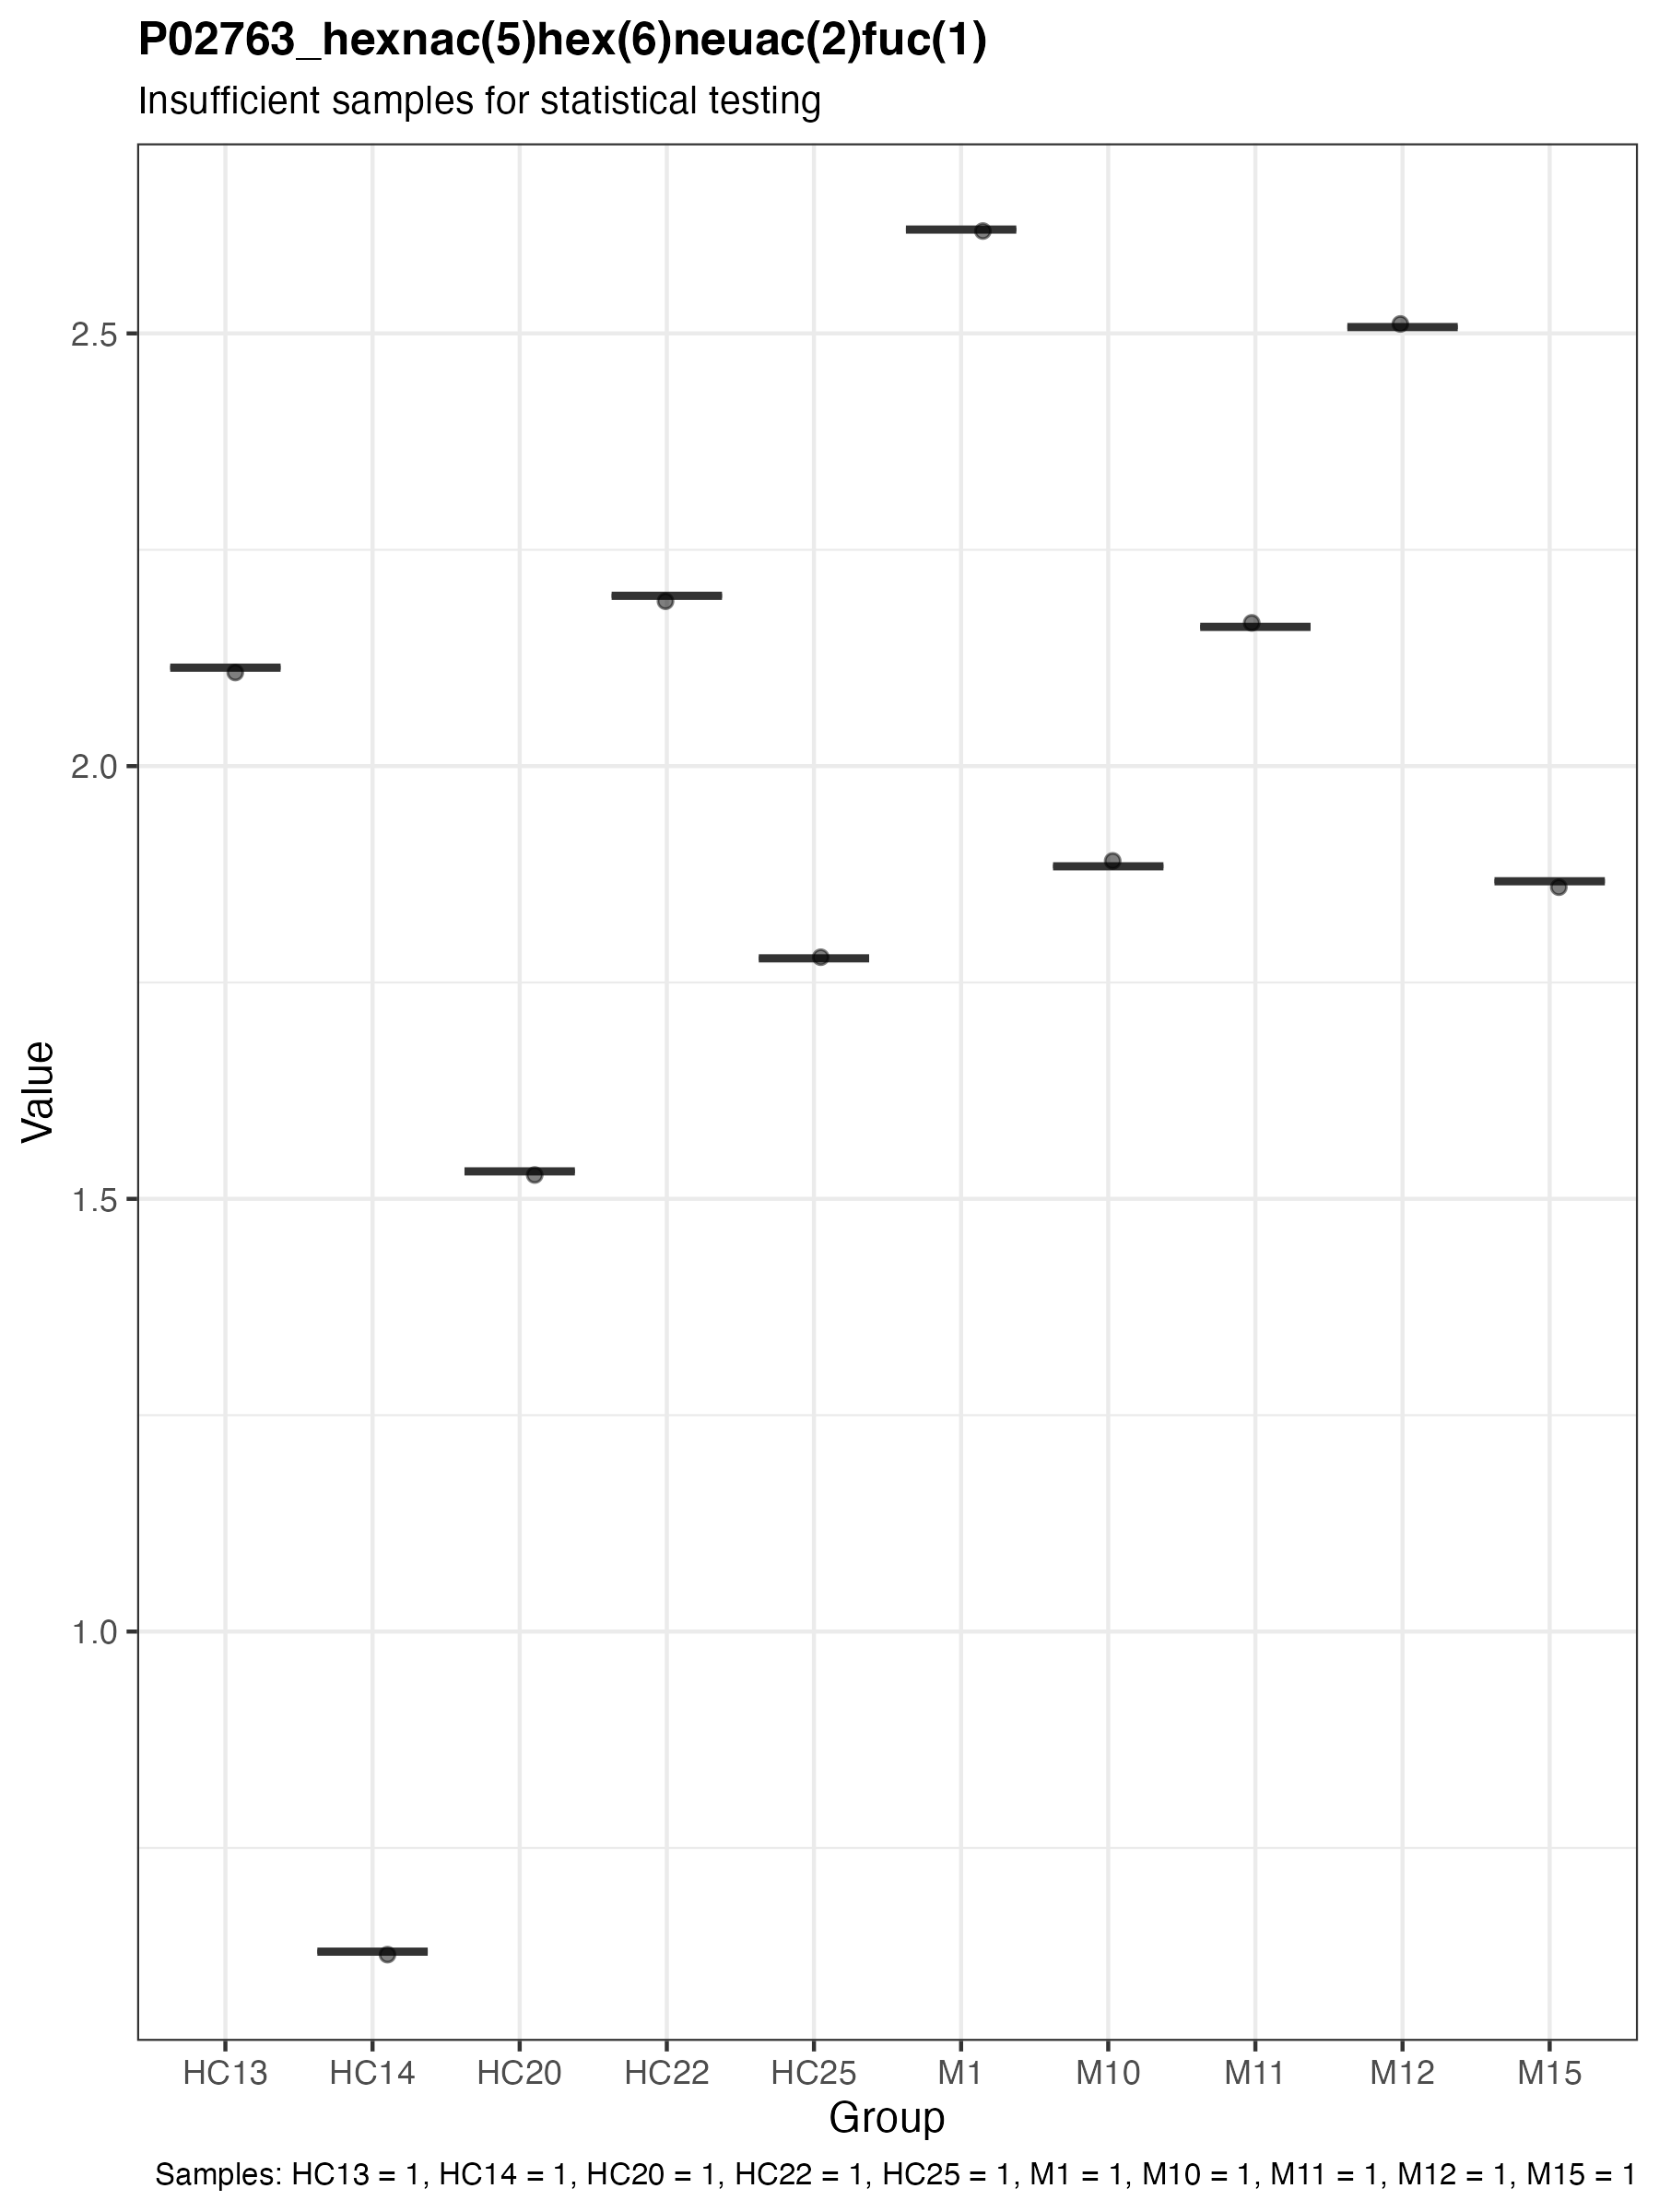 P02763_hexnac(5)hex(6)neuac(2)fuc(1)
Insufficient samples for statistical testing
2.5
2.0
1.5
1.0
Value
HC13 HC14 HC20 HC22 HC25 M1 M10 M11 M12 M15
Group
Samples: HC13 = 1, HC14 = 1, HC20 = 1, HC22 = 1, HC25 = 1, M1 = 1, M10 = 1, M11 = 1, M12 = 1, M15 = 1